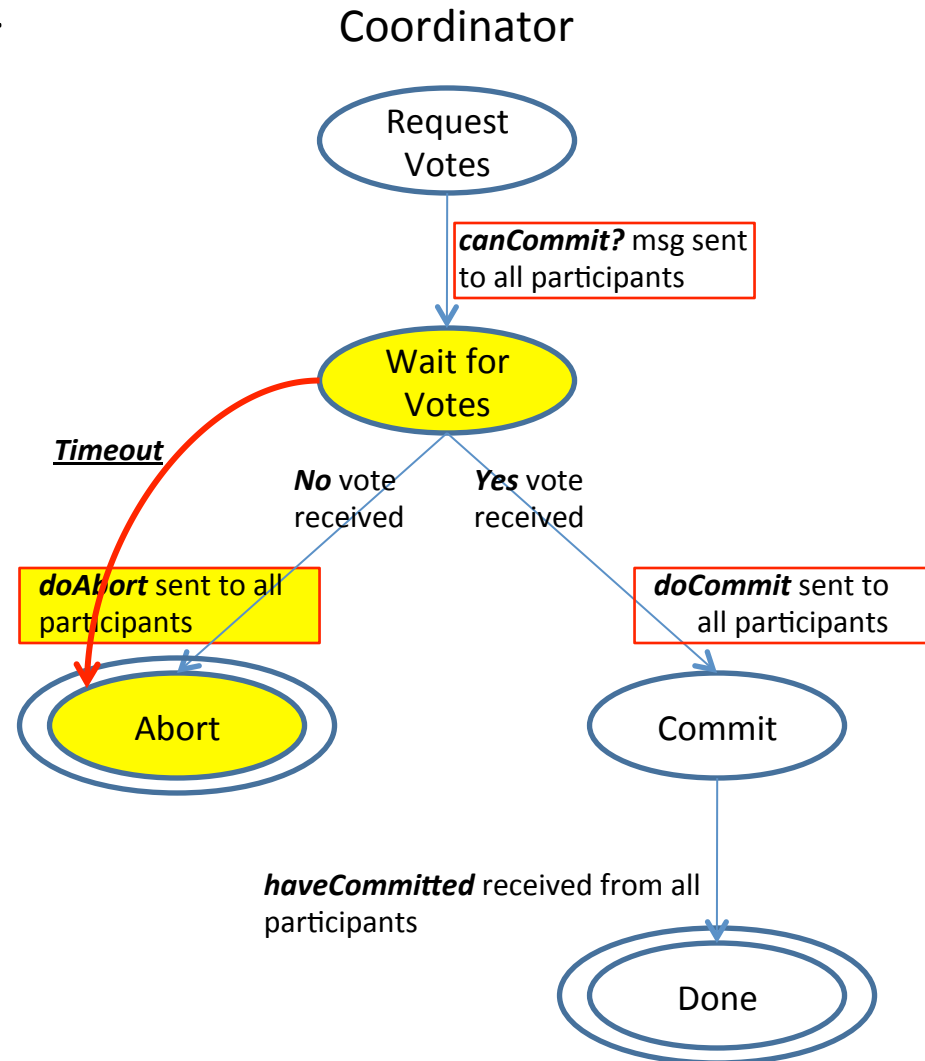 Coordinator
Request
Votes
canCommit? msg sent
to all participants
Wait for
Votes
Timeout
No vote
received
Yes vote
received
doAbort sent to all
participants
doCommit sent to
all participants
Abort
Commit
haveCommitted received from all
participants
Done